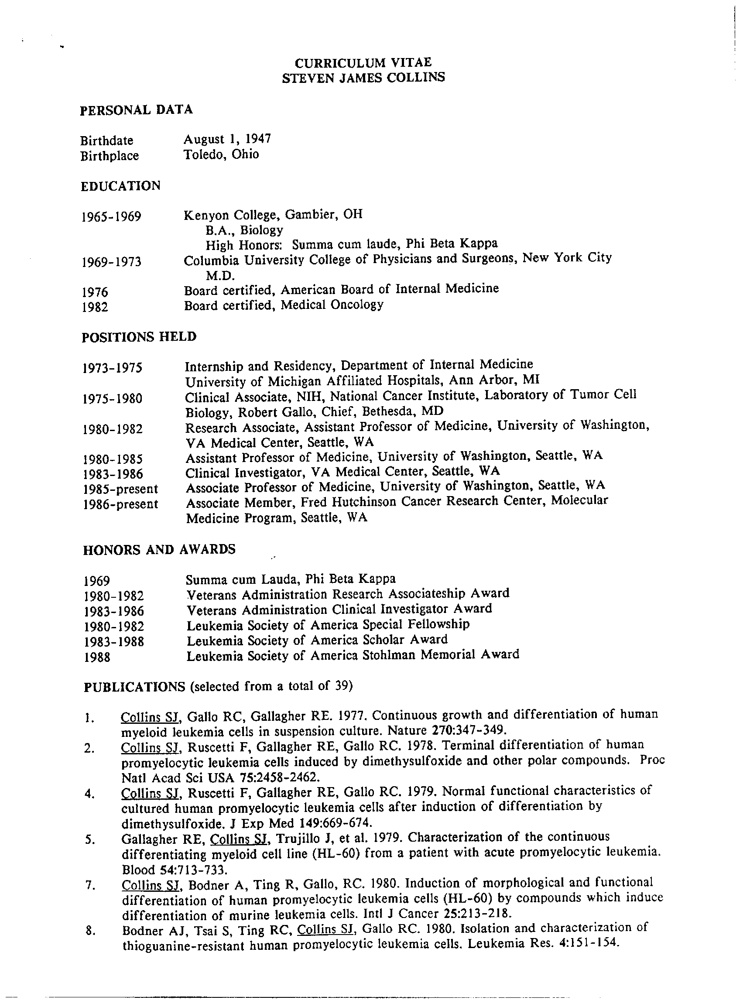 CURRICULUM VITAE
STEVEN JAMES COLLINS
PERSONAL DATA
Birthdate August 1, 1947
Birthplace Toledo, Ohio
EDUCATION
1965-1969 Kenyon College, Gambier, OH
B.A., Biology
High Honors: Summa cum laude, Phi Beta Kappa
1969-1973 Columbia University College of Physicians and Surgeons, New York City
M.D.
1976 Board certified, American Board of Internal Medicine
1982 Board certified, Medical Oncology
POSITIONS HELD
1973-1975 Internship and Residency, Department of Internal Medicine
University of Michigan Affiliated Hospitals, Ann Arbor, MI
1975-1980 Clinical Associate, NIH, National Cancer Institute, Laboratory of Tumor Cell
Biology, Robert Gallo, Chief, Bethesda, MD
1980-1982 Research Associate, Assistant Professor of Medicine, University of Washington,
VA Medical Center, Seattle, WA
1980-1985 Assistant Professor of Medicine, University of Washington, Seattle, WA
1983-1986 Clinical Investigator, VA Medical Center, Seattle, WA
1985-present Associate Professor of Medicine, University of Washington, Seattle, WA
1986-present Associate Member, Fred Hutchinson Cancer Research Center, Molecular
Medicine Program, Seattle, WA
HONORS AND AWARDS
1969 Summa cum Lauda, Phi Beta Kappa
1980-1982 Veterans Administration Research Associateship Award
1983-1986 Veterans Administration Clinical Investigator Award
1980-1982 Leukemia Society of America Special Fellowship
1983-1988 Leukemia Society of America Scholar Award
1988 Leukemia Society of America Stohlman Memorial Award
PUBLICATIONS (selected from a total of 39)
1. Collins SJ, Gallo RC, Gallagher RE. 1977. Continuous growth and differentiation of human
myeloid leukemia cells in suspension culture. Nature 270:347-349.
2. Collins SJ, Ruscetti F, Gallagher RE, Gallo RC. 1978. Terminal differentiation of human
promyelocytic leukemia cells induced by dimethysulfoxide and other polar compounds. Proc
Natl Acad Sci USA 75:2458-2462.
4. Collins SJ, Ruscetti F, Gallagher RE, Gallo RC. 1979. Normal functional characteristics of
cultured human promyelocytic leukemia cells after induction of differentiation by
dimethysulfoxide. J Exp Med 149:669-674.
5. Gallagher RE, Collins SJ, Trujillo J, et al. 1979. Characterization of the continuous
differentiating myeloid cell line (HL-60) from a patient with acute promyelocytic leukemia.
Blood 54:713-733.
7. Collins SJ, Bodner A, Ting R, Gallo, RC. 1980. Induction of morphological and functional
differentiation of human promyelocytic leukemia cells (HL-60) by compounds which induce
differentiation of murine leukemia cells. Intl J Cancer 25:213-218.
8. Bodner AJ, Tsai S, Ting RC, Collins SJ, Gallo RC. 1980. Isolation and characterization of
thioguanine-resistant human promyelocytic leukemia cells. Leukemia Res. 4:151-154.